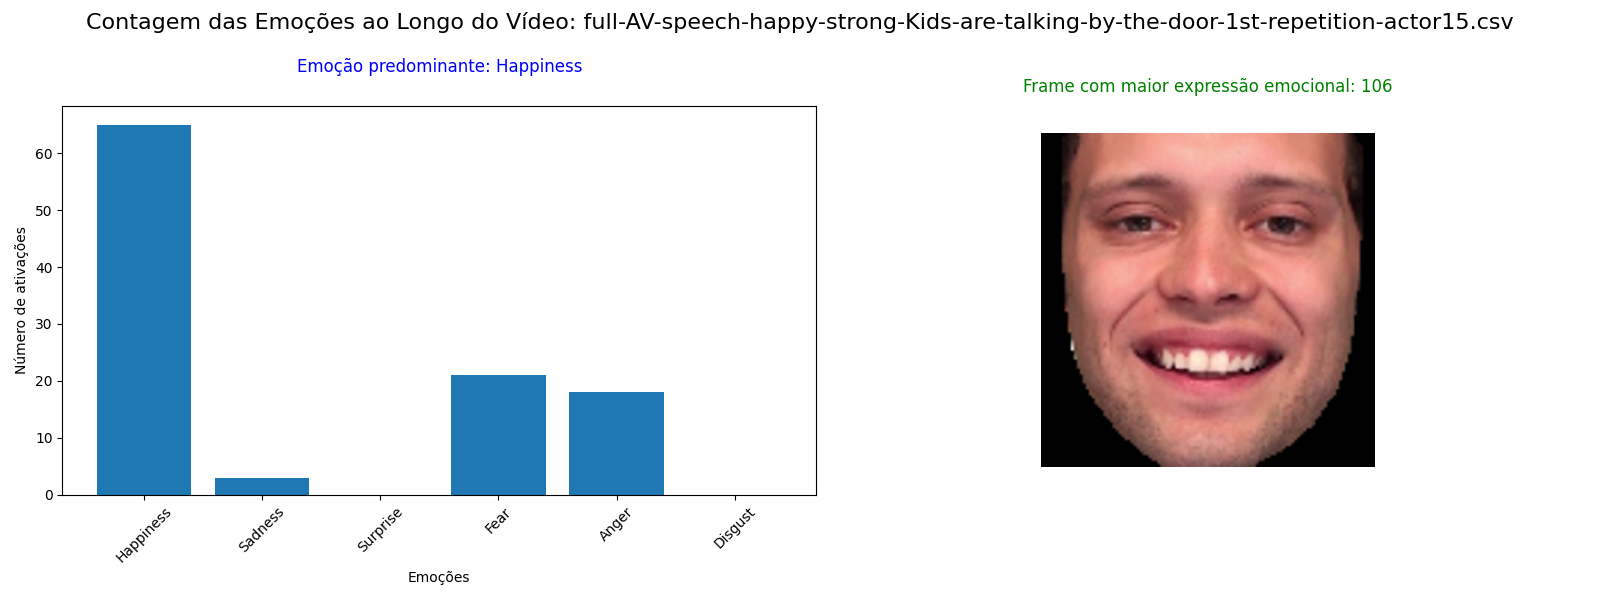 Contagem das Emoções ao Longo do Vídeo: full-AV-speech-happy-strong-Kids-are-talking-by-the-door-1st-repetition-actor15.csv
Emoção predominante: Happiness
Frame com maior expressão emocional: 106
Número de ativações
60
50
40
30
20
10
0
Happiness
Sadness
Surprise
Fear
Anger
Disgust
Emoções